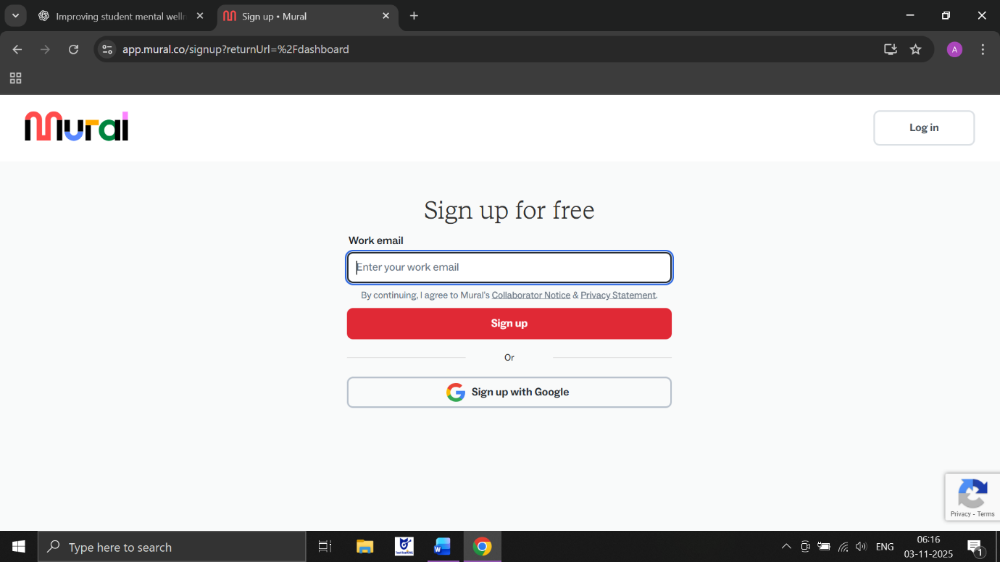 Improving student mental welln
Sign up • Mural
app.mural.co/signup?returnUrl=%2Fdashboard
A
Mural
Log in
Sign up for free
Work email
Enter your work email
By continuing, I agree to Mural's Collaborator Notice & Privacy Statement.
Sign up
Or
Sign up with Google
Privacy - Terms
Type here to search
W
ENG
06:16
03-11-2025
1